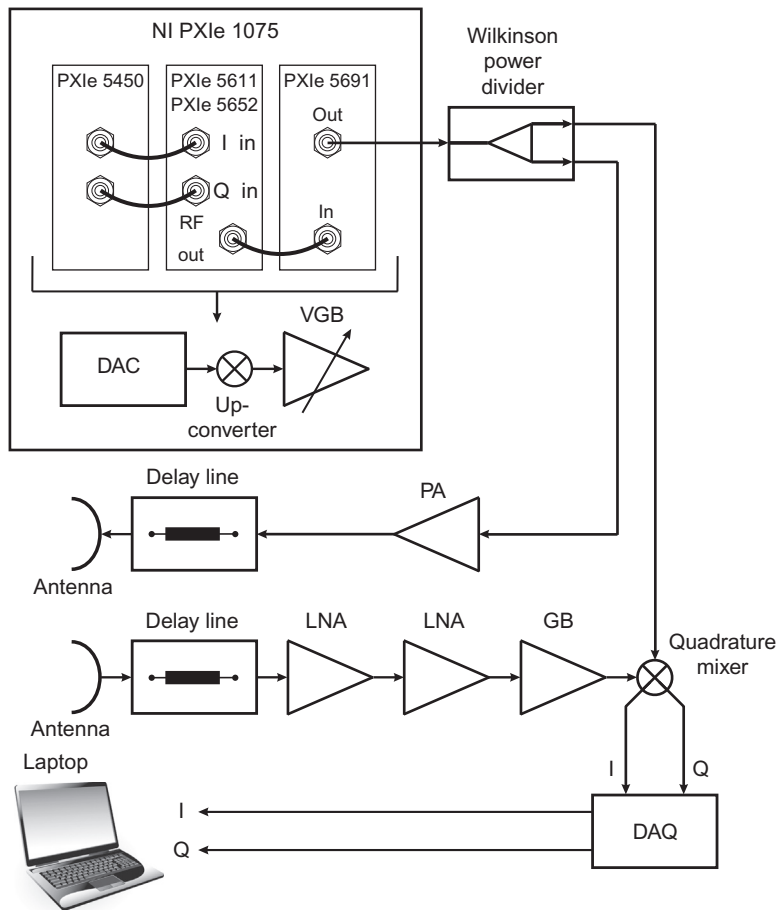 NI PXIe 1075
PXIe 5450
PXIe 5611
PXIe 5652
PXIe 5691
I in
Q in
RF
out
Out
In
Wilkinson
power
divider
DAC
Up-
converter
VGB
Delay line
PA
Antenna
Delay line
LNA
LNA
GB
Quadrature
mixer
Antenna
I
Q
Laptop
I
Q
DAQ